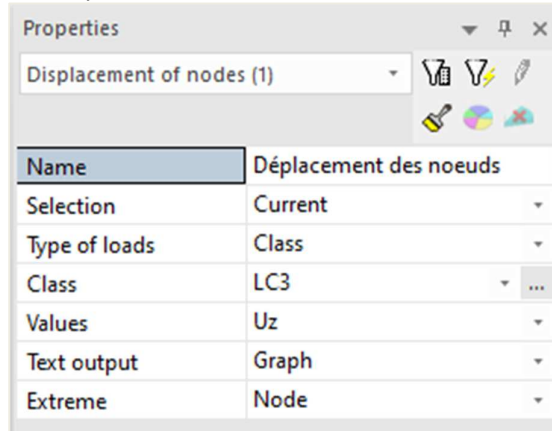 Properties
Displacement of nodes (1)
Name Déplacement des noeuds
Selection Current
Type of loads Class
Class LC3 ...
Values Uz
Text output Graph
Extreme Node